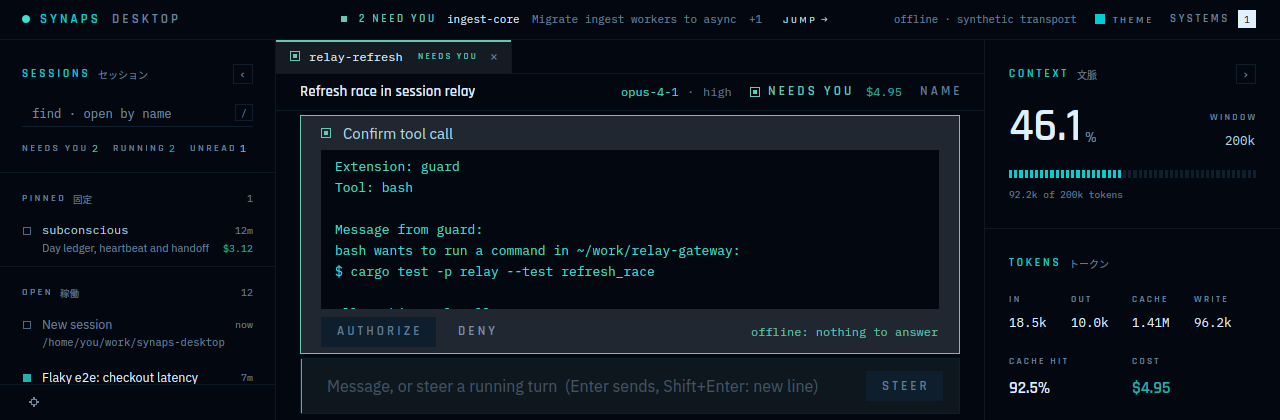 SYNAPS DESKTOP
2 NEED YOU ingest-core Migrate ingest workers to async +1 JUMP →
offline · synthetic transport THEME SYSTEMS 1
SESSIONS セッション ‹
find · open by name /
NEEDS YOU 2 RUNNING 2 UNREAD 1
PINNED 固定 1
subconscious 12m
Day ledger, heartbeat and handoff $3.12
OPEN 稼働 12
New session now
/home/you/work/synaps-desktop
Flaky e2e: checkout latency 7m
relay-refresh NEEDS YOU ×
Refresh race in session relay opus-4-1 · high NEEDS YOU $4.95 NAME
Confirm tool call
Extension: guard
Tool: bash
Message from guard:
bash wants to run a command in ~/work/relay-gateway:
$ cargo test -p relay --test refresh_race
AUTHORIZE DENY offline: nothing to answer
Message, or steer a running turn (Enter sends, Shift+Enter: new line) STEER
CONTEXT 文脈 ›
46.1% WINDOW
200k
92.2k of 200k tokens
TOKENS トークン
IN OUT CACHE WRITE
18.5k 10.0k 1.41M 96.2k
CACHE HIT COST
92.5% $4.95